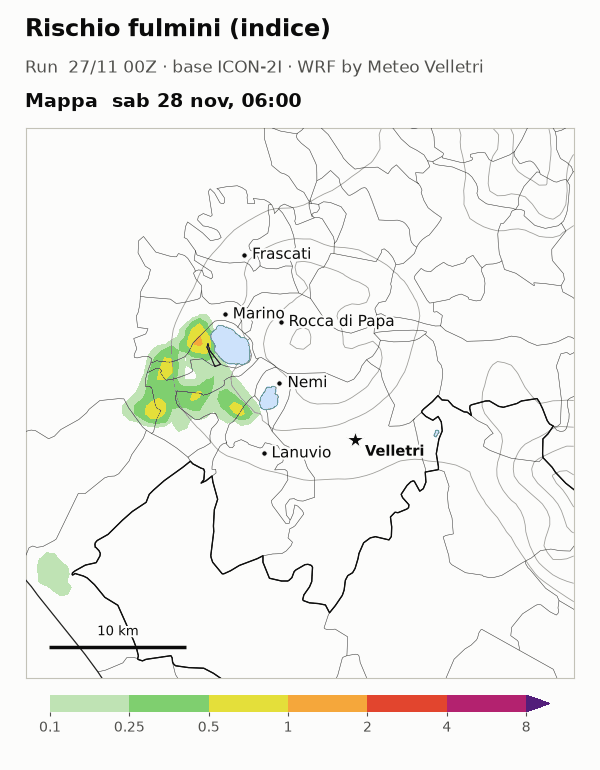 Rischio fulmini (indice)
Run  27/11 00Z · base ICON-2I · WRF by Meteo Velletri
Mappa  sab 28 nov, 06:00
Frascati
Marino
Rocca di Papa
Nemi
Velletri
Lanuvio
10 km
0.1 0.25 0.5 1 2 4 8